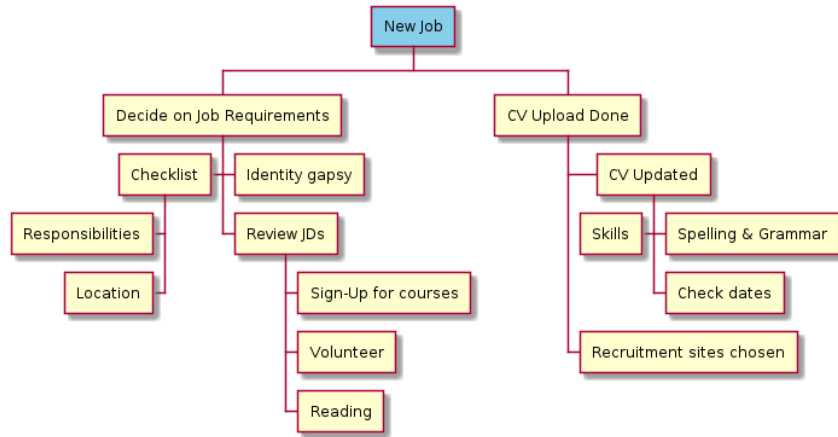 New Job
Decide on Job Requirements
CV Upload Done
Checklist
Identity gapsy
CV Updated
Responsibilities
Review JDs
Skills
Spelling & Grammar
Location
Sign-Up for courses
Check dates
Volunteer
Recruitment sites chosen
Reading